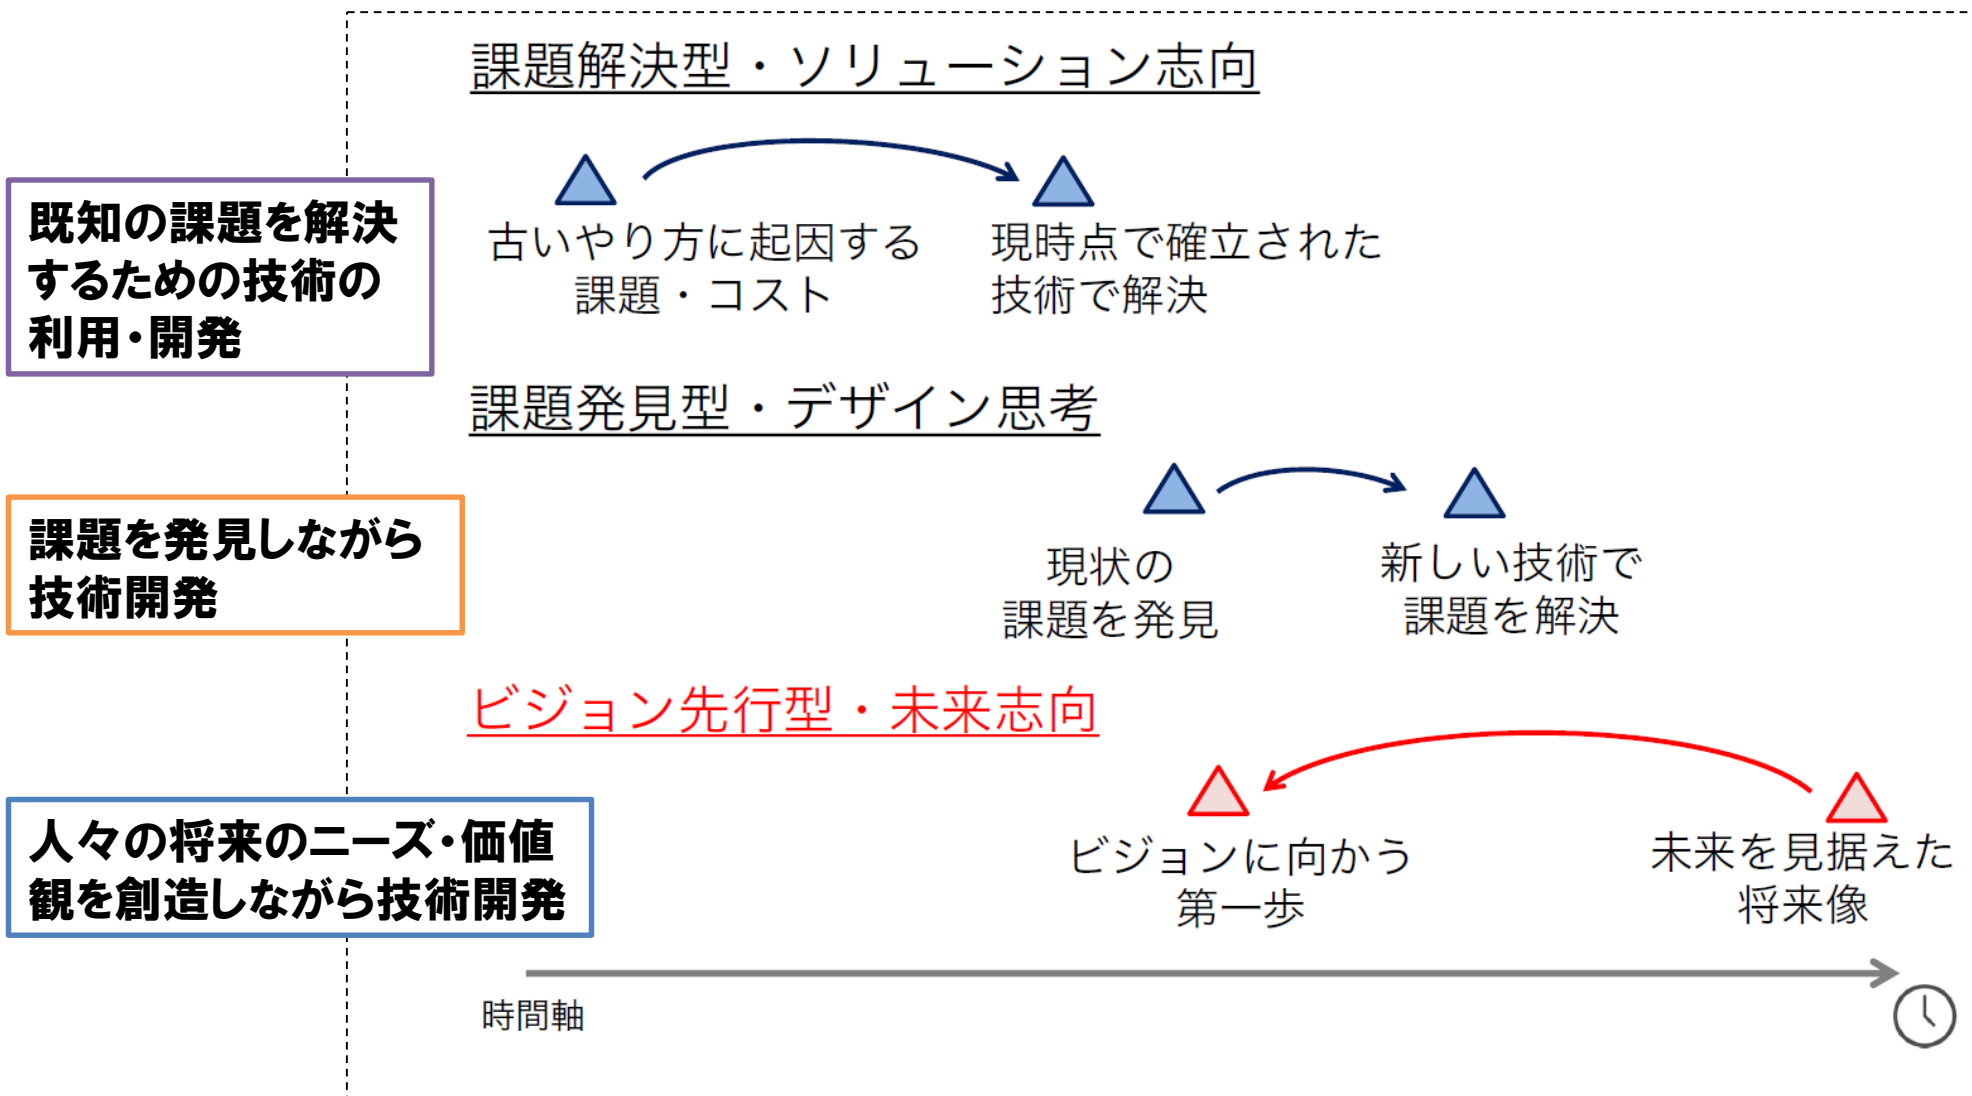 課題解決型・ソリューション志向
既知の課題を解決
するための技術の
利用・開発
古いやり方に起因する
課題・コスト
現時点で確立された
技術で解決
課題発見型・デザイン思考
課題を発見しながら
技術開発
現状の
課題を発見
新しい技術で
課題を解決
ビジョン先行型・未来志向
人々の将来のニーズ・価値
観を創造しながら技術開発
ビジョンに向かう
第一歩
未来を見据えた
将来像
時間軸